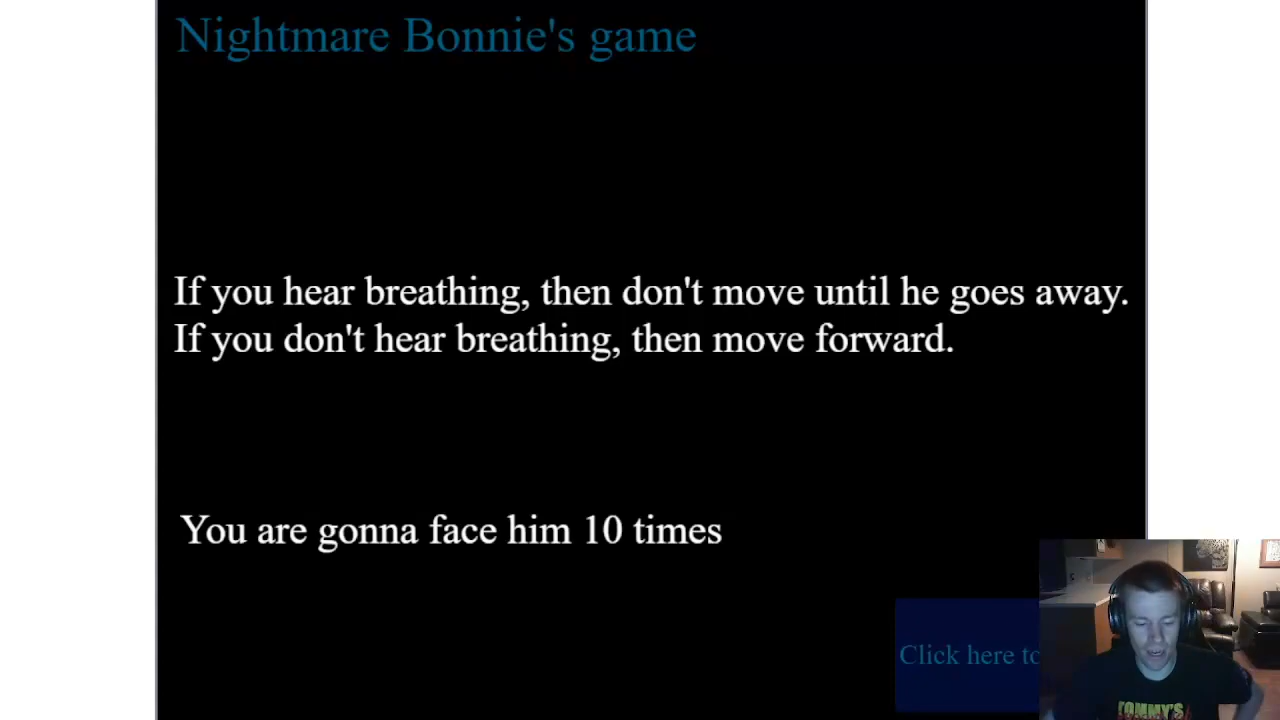 Nightmare Bonnie's game
If you hear breathing, then don't move until he goes away.
If you don't hear breathing, then move forward.
You are gonna face him 10 times
Click here to
TOMMY'S